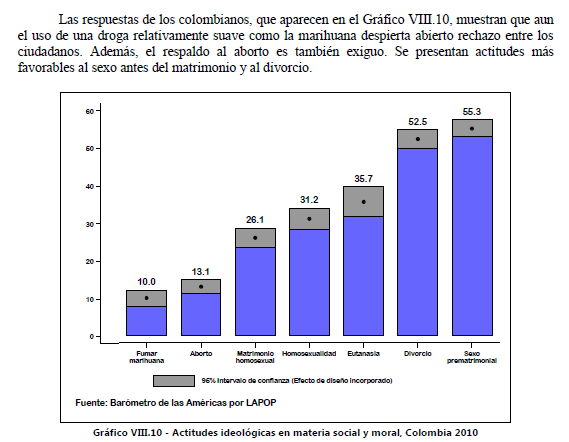 Las respuestas de los colombianos, que aparecen en el Gráfico VIII.10, muestran que aun
el uso de una droga relativamente suave como la marihuana despierta abierto rechazo entre los
ciudadanos. Además, el respaldo al aborto es también exiguo. Se presentan actitudes más
favorables al sexo antes del matrimonio y al divorcio.
60
50
40
30
20
10
0
10.0
13.1
26.1
31.2
35.7
52.5
55.3
Fumar
marihuana
Aborto
Matrimonio
homosexual
Homosexualidad
Eutanasia
Divorcio
Sexo
prematrimonial
95% Intervalo de confianza (Efecto de diseño incorporado)
Fuente: Barómetro de las Américas por LAPOP
Gráfico VIII.10 - Actitudes ideológicas en materia social y moral, Colombia 2010